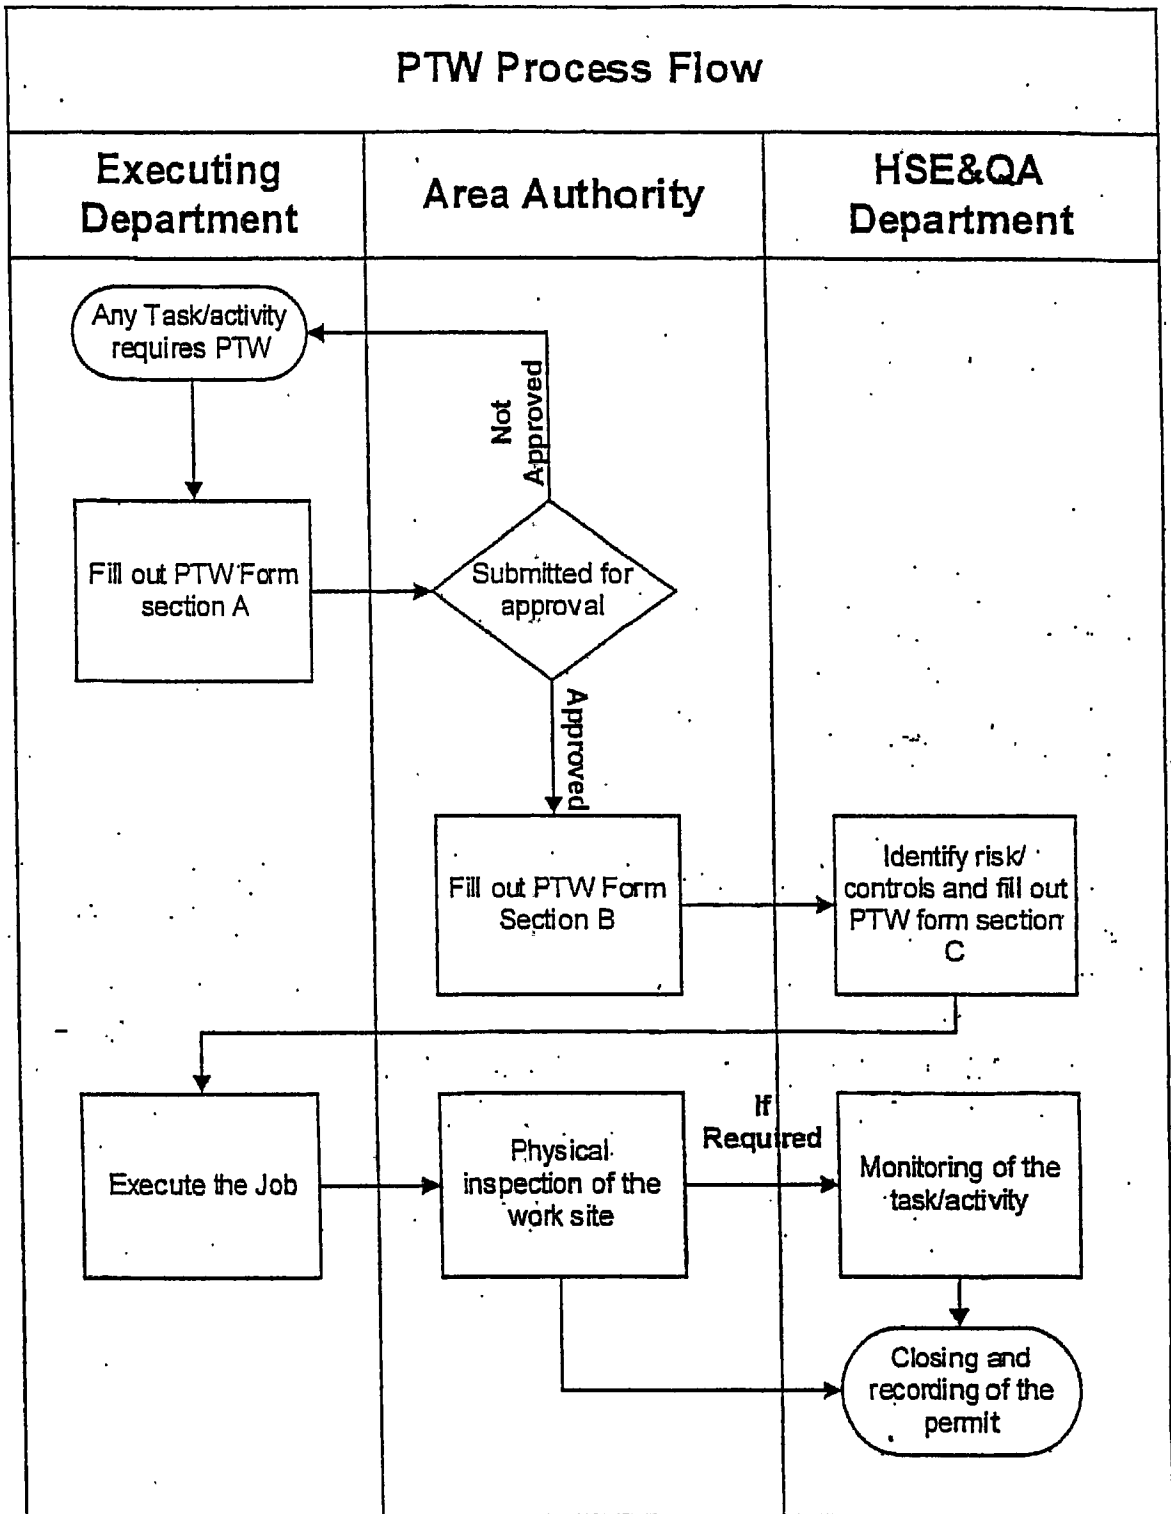 PTW Process Flow
Executing
Department
Area Authority
HSE&QA
Department
Any Task/activity
requires PTW
Not
Approved
Fill out PTW Form
section A
Submitted for
approval
Approved
Fill out PTW Form
Section B
Identify risk/
controls and fill out
PTW form section
C
Execute the Job
Physical
inspection of the
work site
If
Required
Monitoring of the
task/activity
Closing and
recording of the
permit